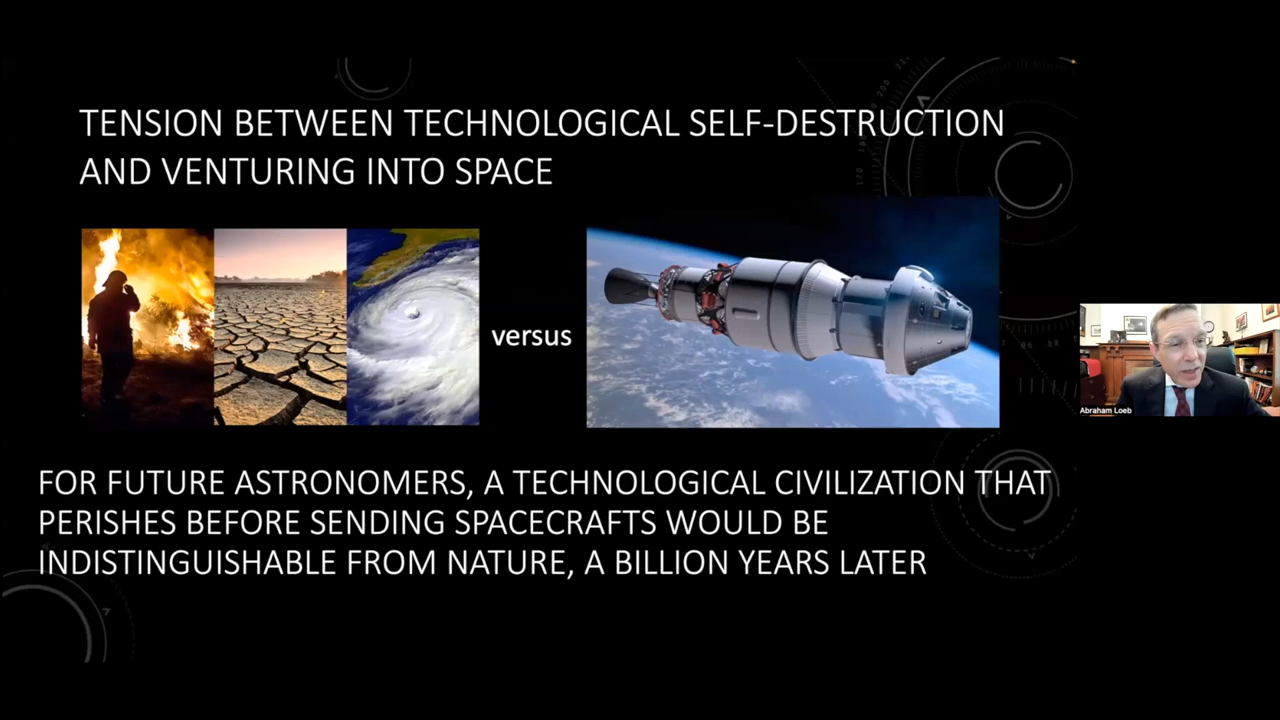 TENSION BETWEEN TECHNOLOGICAL SELF-DESTRUCTION
AND VENTURING INTO SPACE
versus
Abraham Loeb
FOR FUTURE ASTRONOMERS, A TECHNOLOGICAL CIVILIZATION THAT
PERISHES BEFORE SENDING SPACECRAFTS WOULD BE
INDISTINGUISHABLE FROM NATURE, A BILLION YEARS LATER